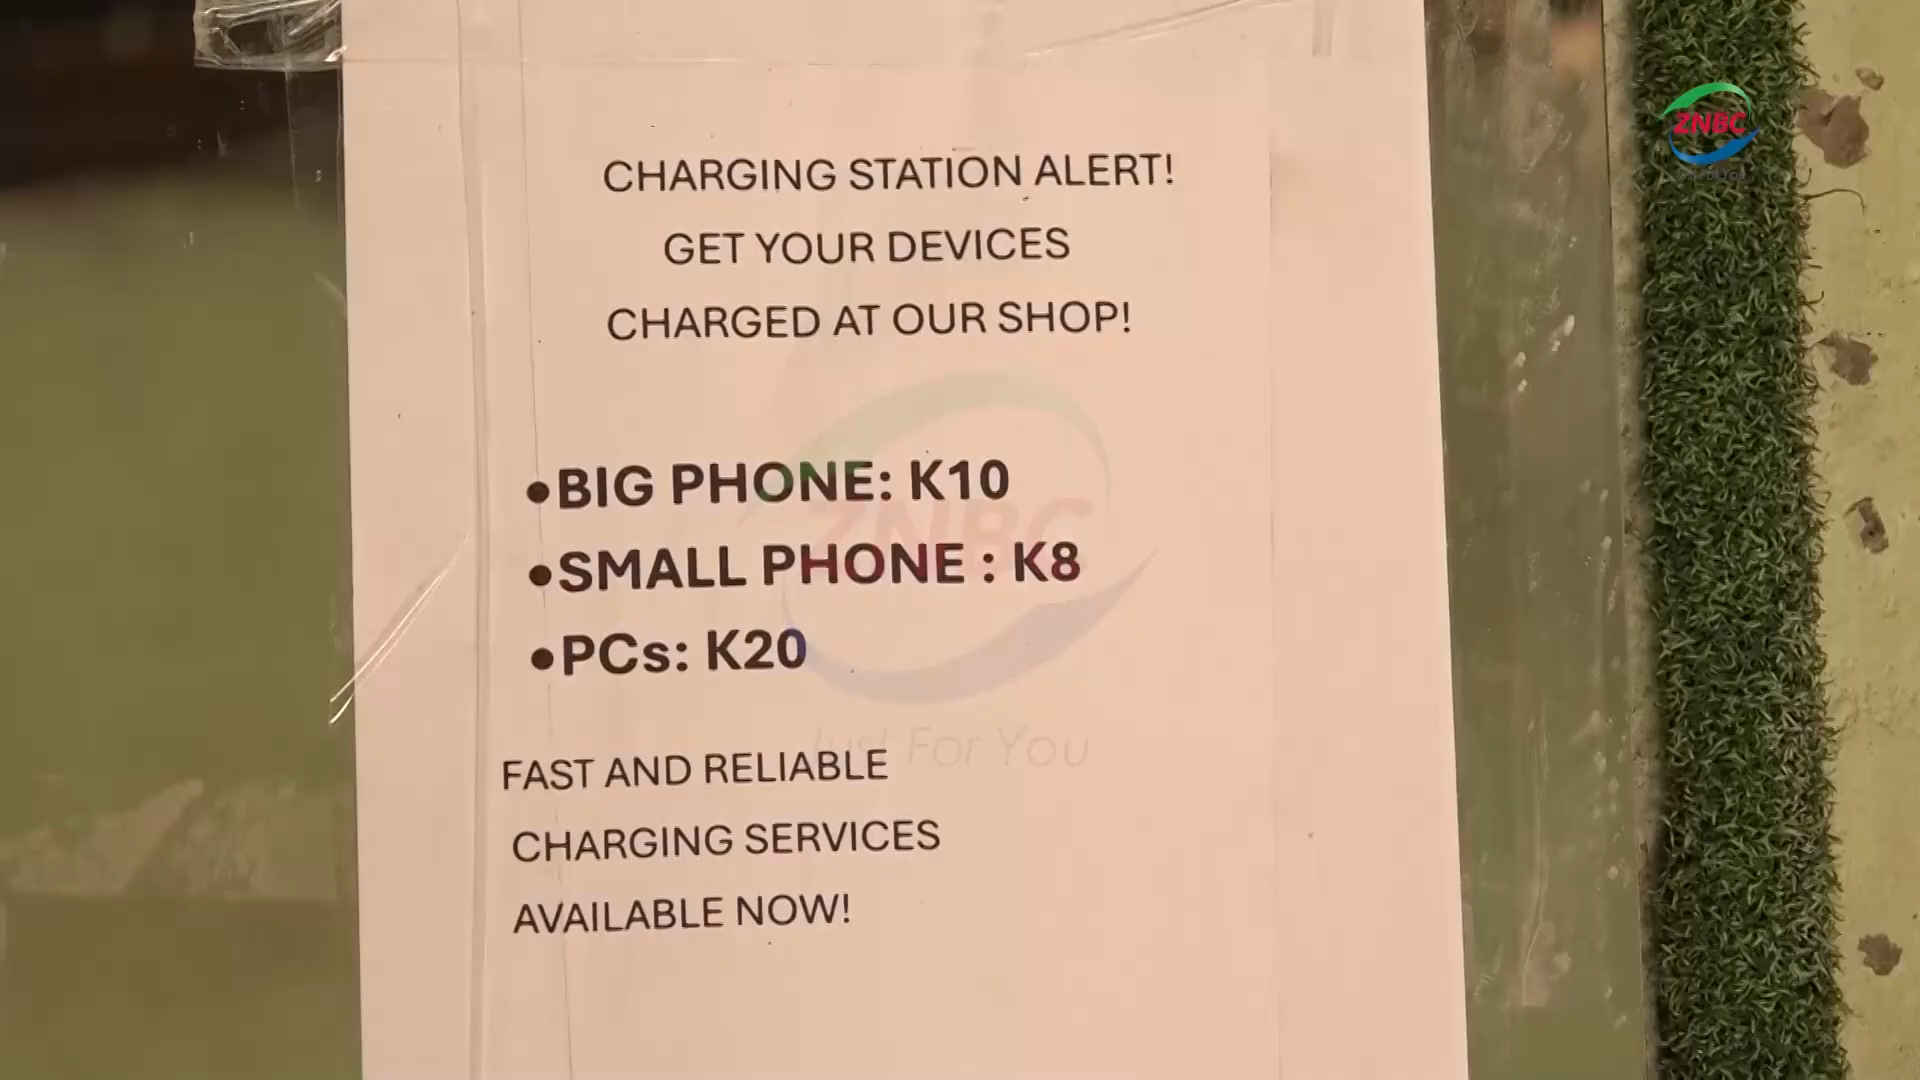 ZNBC
CHARGING STATION ALERT!
GET YOUR DEVICES
CHARGED AT OUR SHOP!
•BIG PHONE: K10
•SMALL PHONE : K8
•PCs: K20
ZNBC
Just For You
FAST AND RELIABLE
CHARGING SERVICES
AVAILABLE NOW!